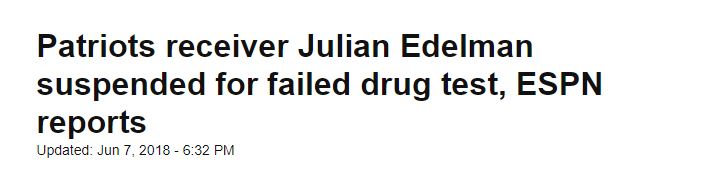 Patriots receiver Julian Edelman
suspended for failed drug test, ESPN
reports
Updated: Jun 7, 2018 - 6:32 PM